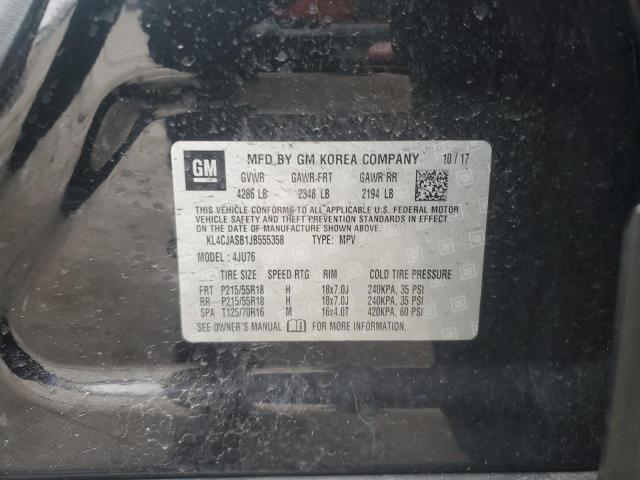 GM
MFD BY GM KOREA COMPANY 10/17
GVWR GAWR-FRT GAWR RR
4286 LB 2348 LB 2194 LB
THIS VEHICLE CONFORMS TO ALL APPLICABLE U.S. FEDERAL MOTOR
VEHICLE SAFETY AND THEFT PREVENTION STANDARDS IN EFFECT ON THE
DATE OF MANUFACTURE SHOWN ABOVE.
KL4CJASB1JB555358 TYPE: MPV
MODEL : 4JU76
TIRE SIZE SPEED RTG RIM COLD TIRE PRESSURE
FRT P215/55R18 H 18x7.0J 240KPA, 35 PSI
RR P215/55R18 H 18x7.0J 240KPA, 35 PSI
SPA T125/70R16 M 16x4.0T 420KPA, 60 PSI
SEE OWNER'S MANUAL FOR MORE INFORMATION.